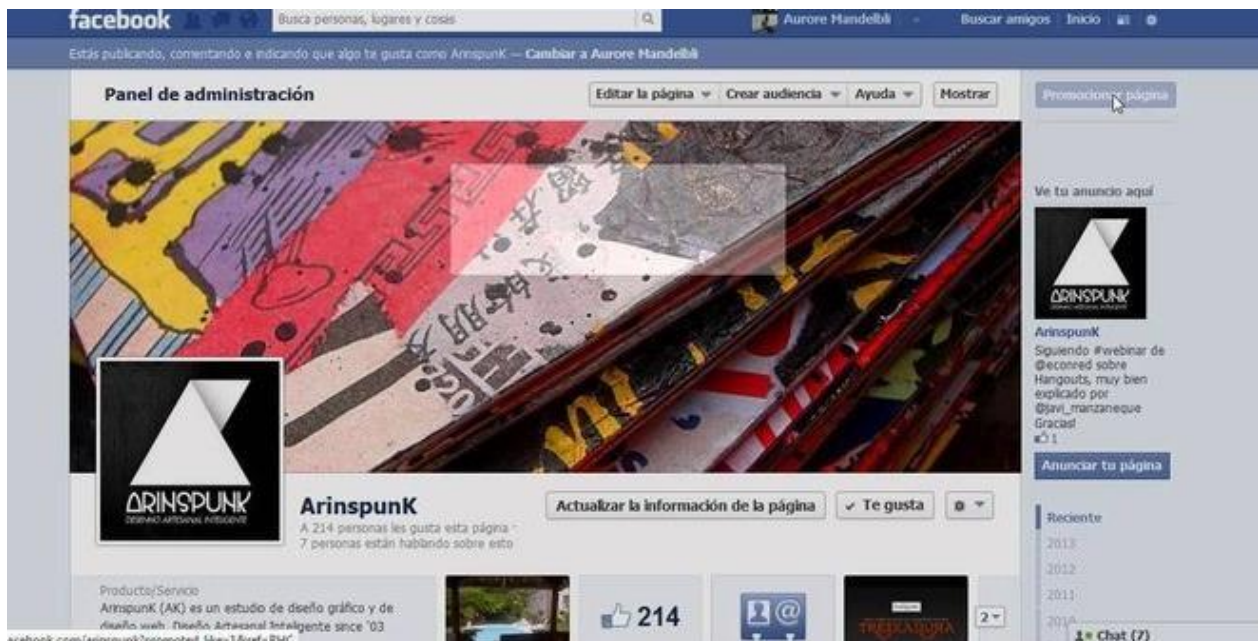 facebook
Busca personas, lugares y cosas
Aurore Mandelbli
Buscar amigos
Inicio
Estás publicando, comentando e indicando que algo te gusta como ArinspunK — Cambiar a Aurore Mandelbli
Panel de administración
Editar la página
Crear audiencia
Ayuda
Mostrar
Promocionar página
Ve tu anuncio aquí
ARINSPUNK
ArinspunK
Siguiendo #webinar de
@econred sobre
Hangouts, muy bien
explicado por
@javi_manzaneque
Gracias!
1
Anunciar tu página
ARINSPUNK
DISENHO ARTESANAL INTELIGENTE
ArinspunK
A 214 personas les gusta esta página ·
7 personas están hablando sobre esto
Actualizar la información de la página
Te gusta
Reciente
2013
2012
2011
Producto/Servicio
ArinspunK (AK) es un estudio de diseño gráfico y de
diseño web. Diseño Artesanal Inteligente since '03
214
2
Chat (7)